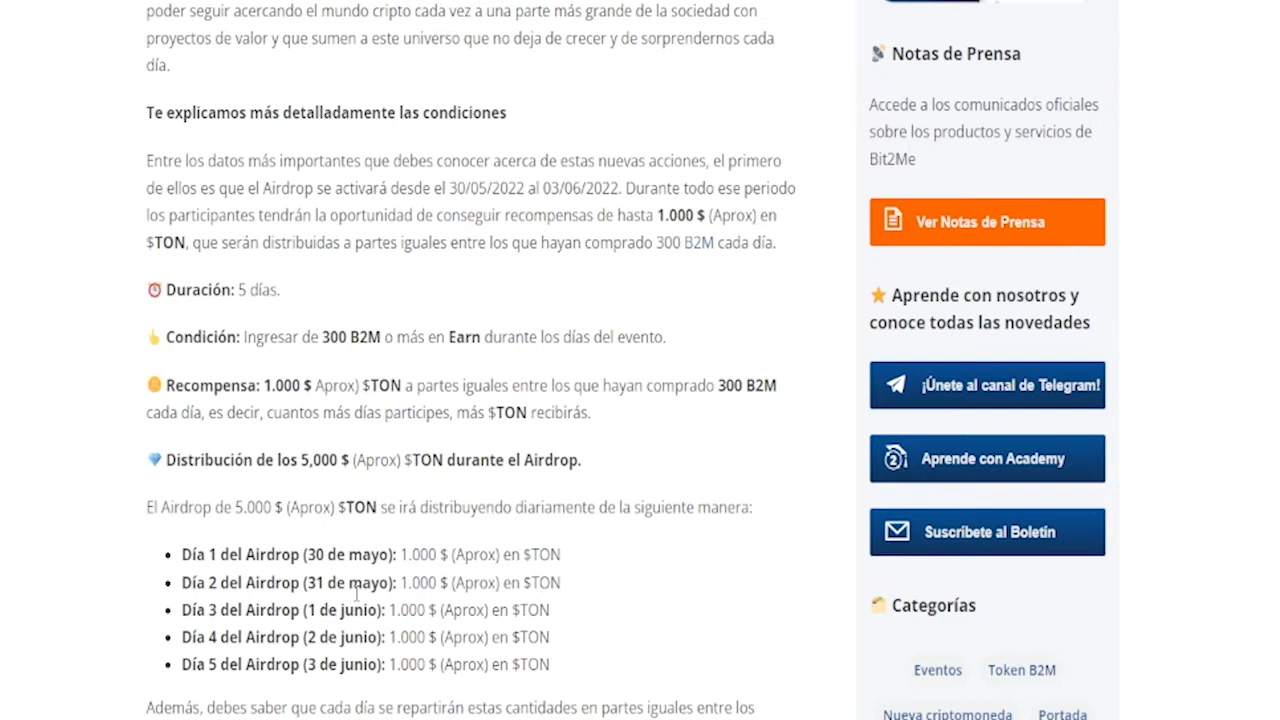 poder seguir acercando el mundo cripto cada vez a una parte más grande de la sociedad con
proyectos de valor y que sumen a este universo que no deja de crecer y de sorprendernos cada
día.
Te explicamos más detalladamente las condiciones
Entre los datos más importantes que debes conocer acerca de estas nuevas acciones, el primero
de ellos es que el Airdrop se activará desde el 30/05/2022 al 03/06/2022. Durante todo ese periodo
los participantes tendrán la oportunidad de conseguir recompensas de hasta 1.000 $ (Aprox) en
$TON, que serán distribuidas a partes iguales entre los que hayan comprado 300 B2M cada día.
Duración: 5 días.
Condición: Ingresar de 300 B2M o más en Earn durante los días del evento.
Recompensa: 1.000 $ Aprox) $TON a partes iguales entre los que hayan comprado 300 B2M
cada día, es decir, cuantos más días participes, más $TON recibirás.
Distribución de los 5,000 $ (Aprox) $TON durante el Airdrop.
El Airdrop de 5.000 $ (Aprox) $TON se irá distribuyendo diariamente de la siguiente manera:
• Día 1 del Airdrop (30 de mayo): 1.000 $ (Aprox) en $TON
• Día 2 del Airdrop (31 de mayo): 1.000 $ (Aprox) en $TON
• Día 3 del Airdrop (1 de junio): 1.000 $ (Aprox) en $TON
• Día 4 del Airdrop (2 de junio): 1.000 $ (Aprox) en $TON
• Día 5 del Airdrop (3 de junio): 1.000 $ (Aprox) en $TON
Además, debes saber que cada día se repartirán estas cantidades en partes iguales entre los
Notas de Prensa
Accede a los comunicados oficiales
sobre los productos y servicios de
Bit2Me
Ver Notas de Prensa
Aprende con nosotros y
conoce todas las novedades
¡Únete al canal de Telegram!
Aprende con Academy
Suscríbete al Boletín
Categorías
Eventos Token B2M
Nueva criptomoneda Portada